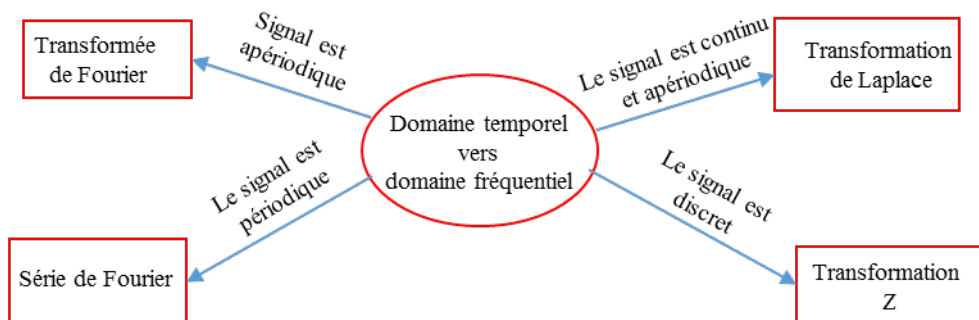 Transformée
de Fourier
Signal est
apériodique
Le signal est continu
et apériodique
Transformation
de Laplace
Domaine temporel
vers
domaine fréquentiel
Le signal est
périodique
Le signal est
discret
Série de Fourier
Transformation
Z